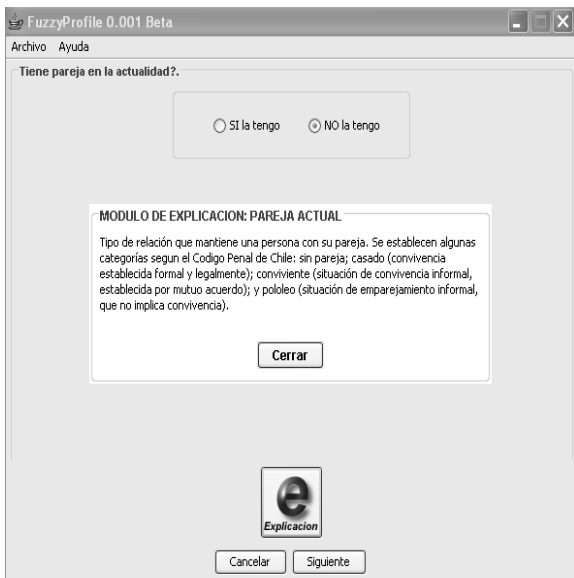 FuzzyProfile 0.001 Beta
Archivo Ayuda
Tiene pareja en la actualidad?.
SI la tengo NO la tengo
MODULO DE EXPLICACION: PAREJA ACTUAL
Tipo de relación que mantiene una persona con su pareja. Se establecen algunas
categorías segun el Codigo Penal de Chile: sin pareja; casado (convivencia
establecida formal y legalmente); conviviente (situación de convivencia informal,
establecida por mutuo acuerdo); y pololeo (situación de emparejamiento informal,
que no implica convivencia).
Cerrar
e
Explicacion
Cancelar Siguiente